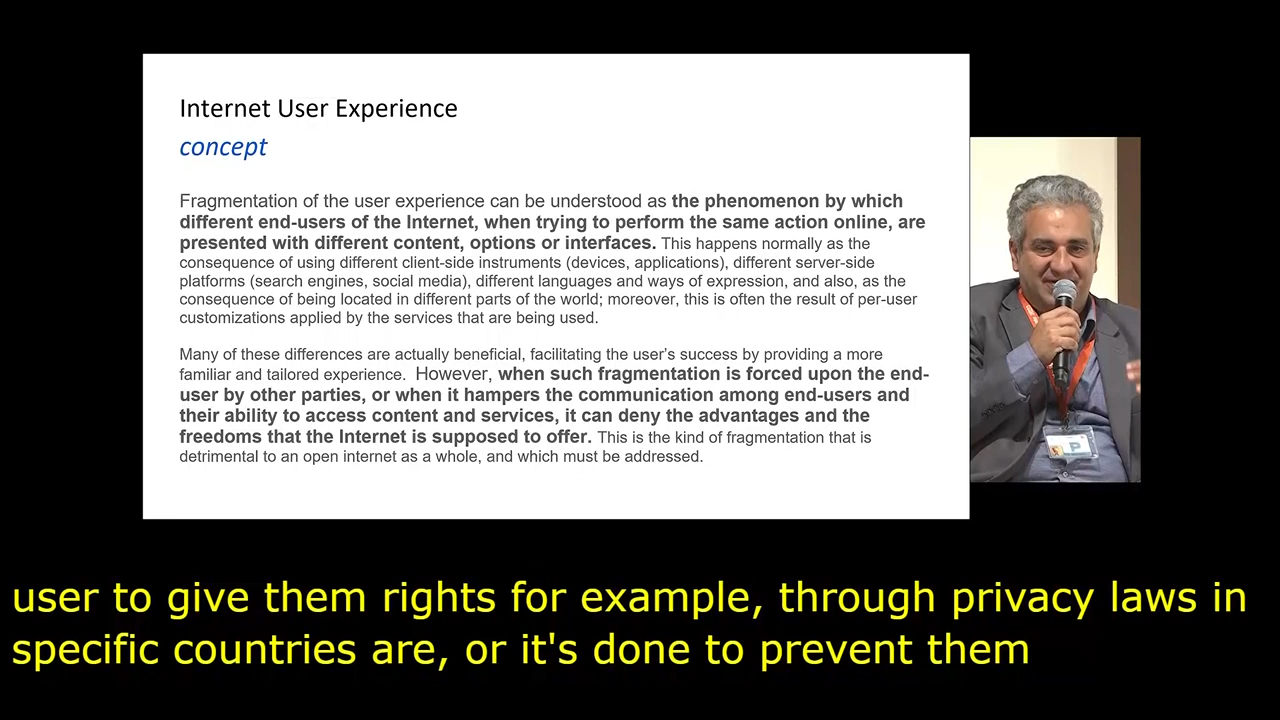 Internet User Experience
concept
Fragmentation of the user experience can be understood as the phenomenon by which
different end-users of the Internet, when trying to perform the same action online, are
presented with different content, options or interfaces. This happens normally as the
consequence of using different client-side instruments (devices, applications), different server-side
platforms (search engines, social media), different languages and ways of expression, and also, as the
consequence of being located in different parts of the world; moreover, this is often the result of per-user
customizations applied by the services that are being used.
Many of these differences are actually beneficial, facilitating the user's success by providing a more
familiar and tailored experience. However, when such fragmentation is forced upon the end-
user by other parties, or when it hampers the communication among end-users and
their ability to access content and services, it can deny the advantages and the
freedoms that the Internet is supposed to offer. This is the kind of fragmentation that is
detrimental to an open internet as a whole, and which must be addressed.
user to give them rights for example, through privacy laws in
specific countries are, or it's done to prevent them